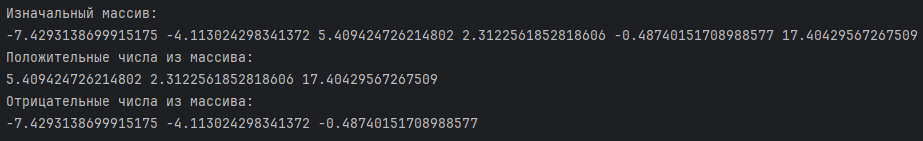 Изначальный массив:
-7.4293138699915175 -4.113024298341372 5.409424726214802 2.3122561852818606 -0.48740151708988577 17.40429567267509
Положительные числа из массива:
5.409424726214802 2.3122561852818606 17.40429567267509
Отрицательные числа из массива:
-7.4293138699915175 -4.113024298341372 -0.48740151708988577